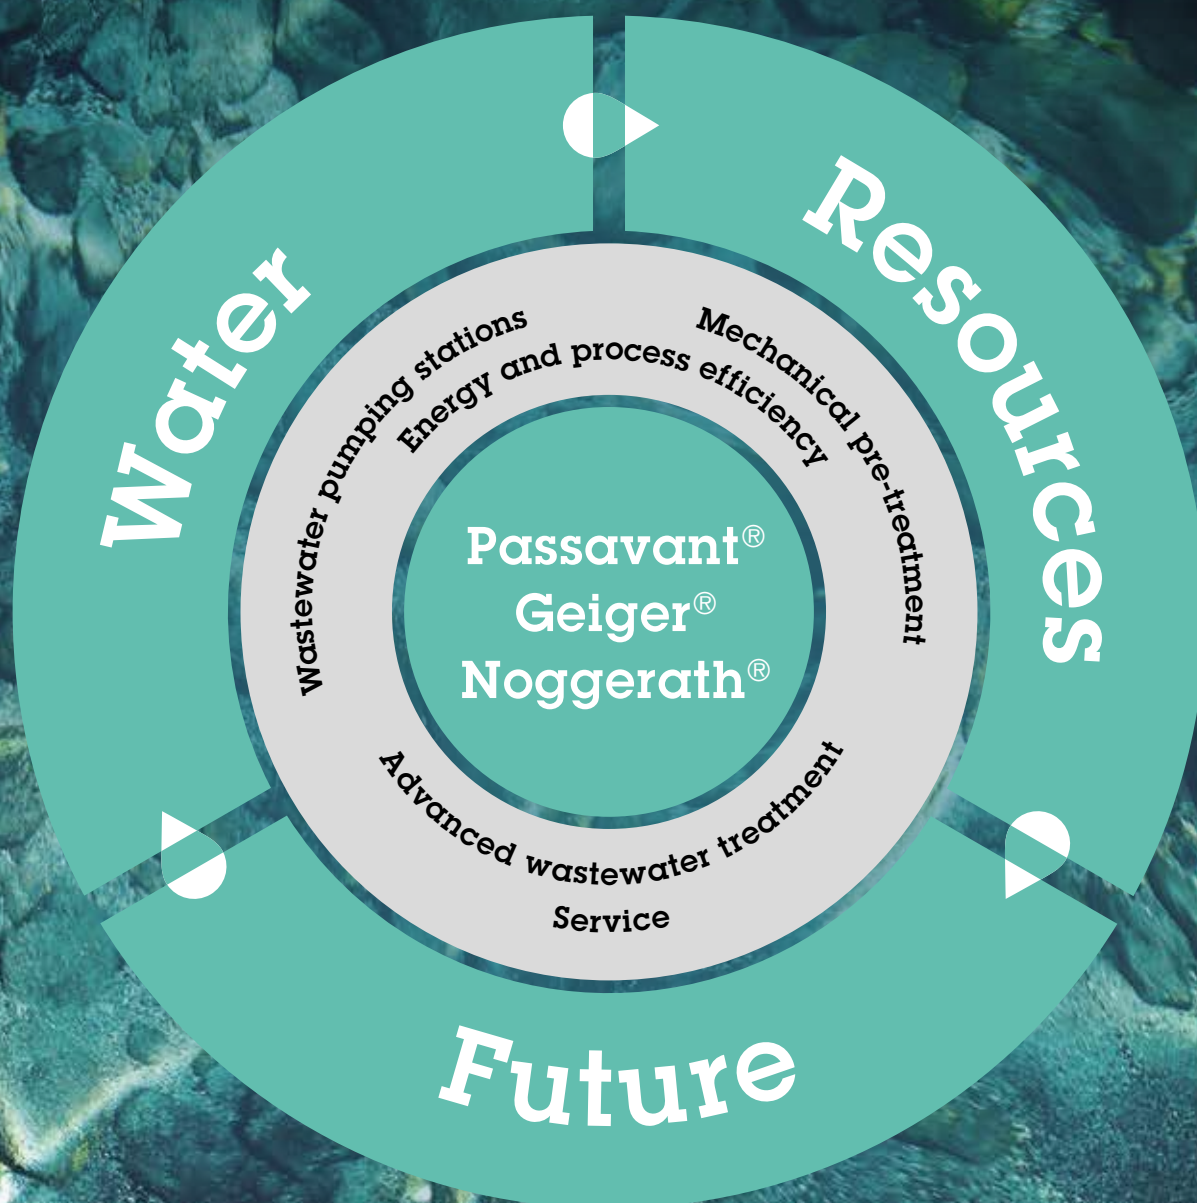 Water
Resources
Wastewater pumping stations
Mechanical pre-treatment
Energy and process efficiency
Passavant®
Geiger®
Noggerath®
Advanced wastewater treatment
Service
Future